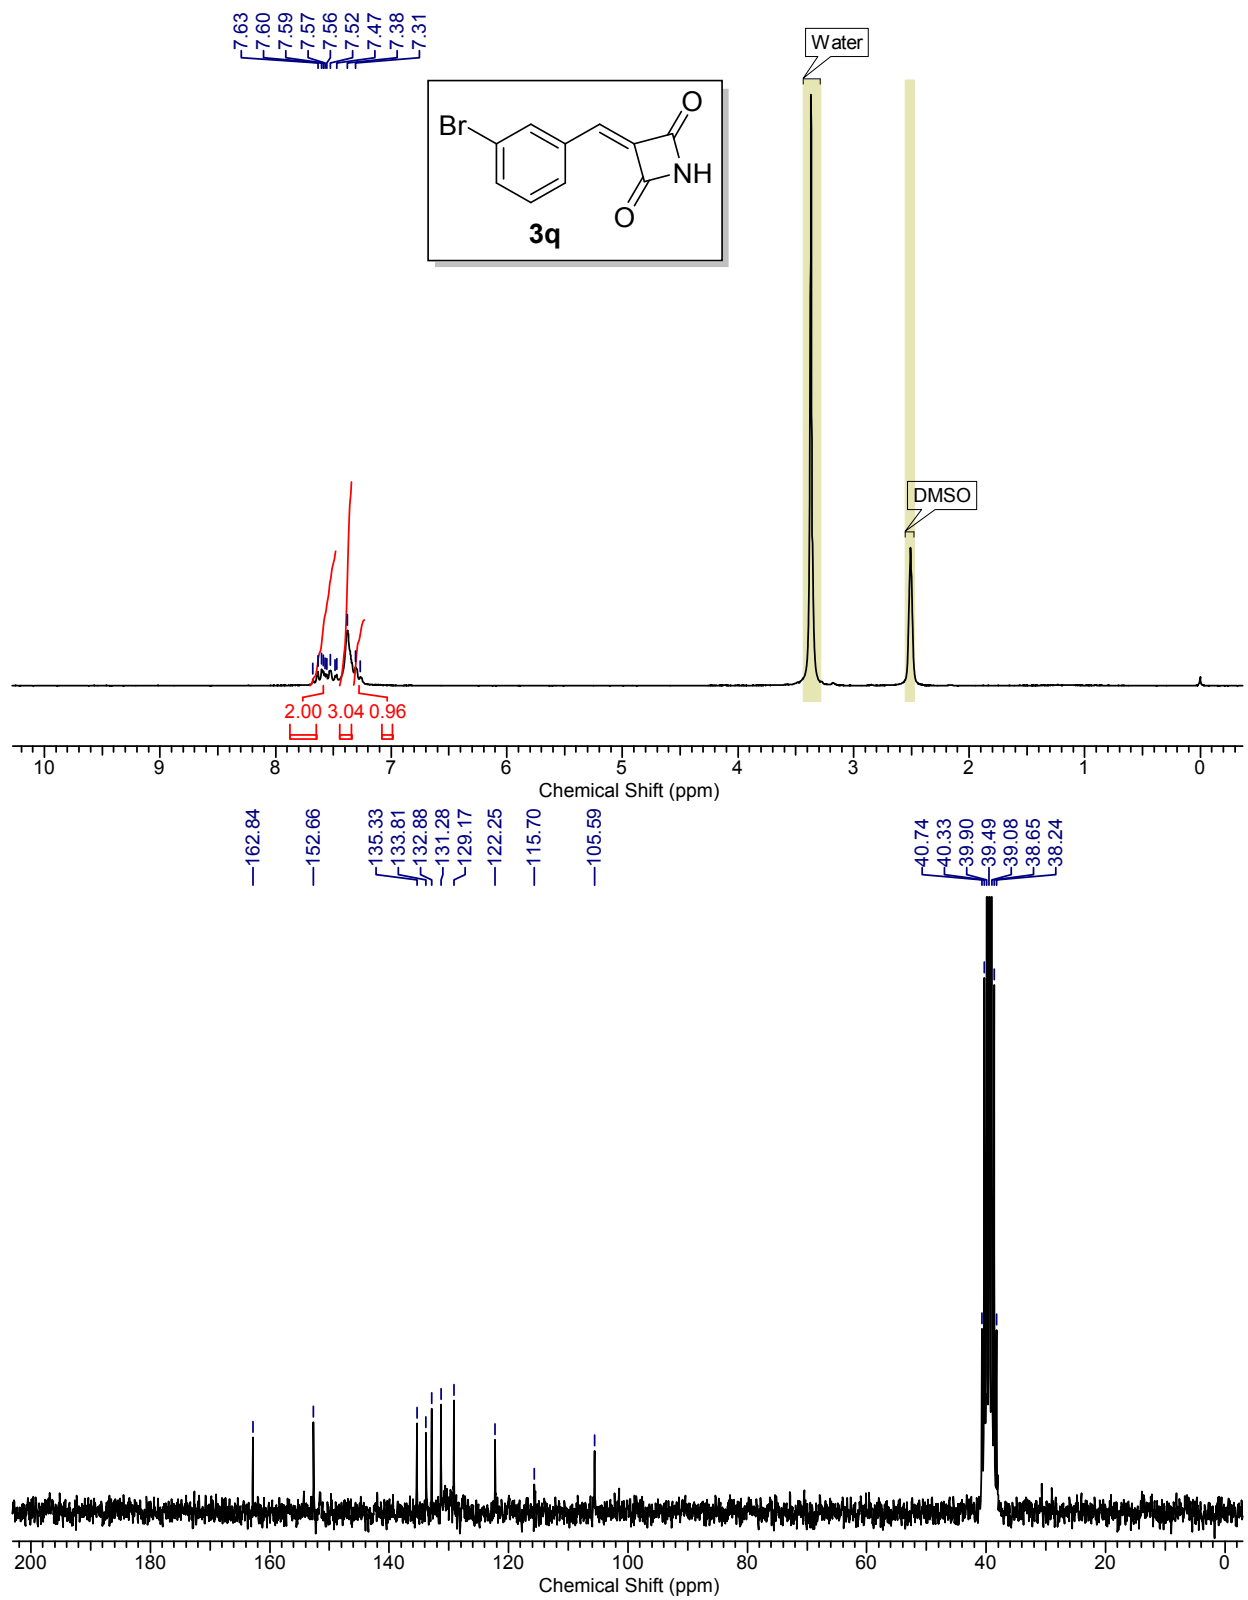 7.63
7.60
7.59
7.57
7.56
7.52
7.47
7.38
7.31
Water
Br
O
NH
O
3q
DMSO
2.00 3.04 0.96
10 9 8 7 6 5 4 3 2 1 0
Chemical Shift (ppm)
162.84
152.66
135.33
133.81
132.88
131.28
129.17
122.25
115.70
105.59
40.74
40.33
39.90
39.49
39.08
38.65
38.24
200 180 160 140 120 100 80 60 40 20 0
Chemical Shift (ppm)